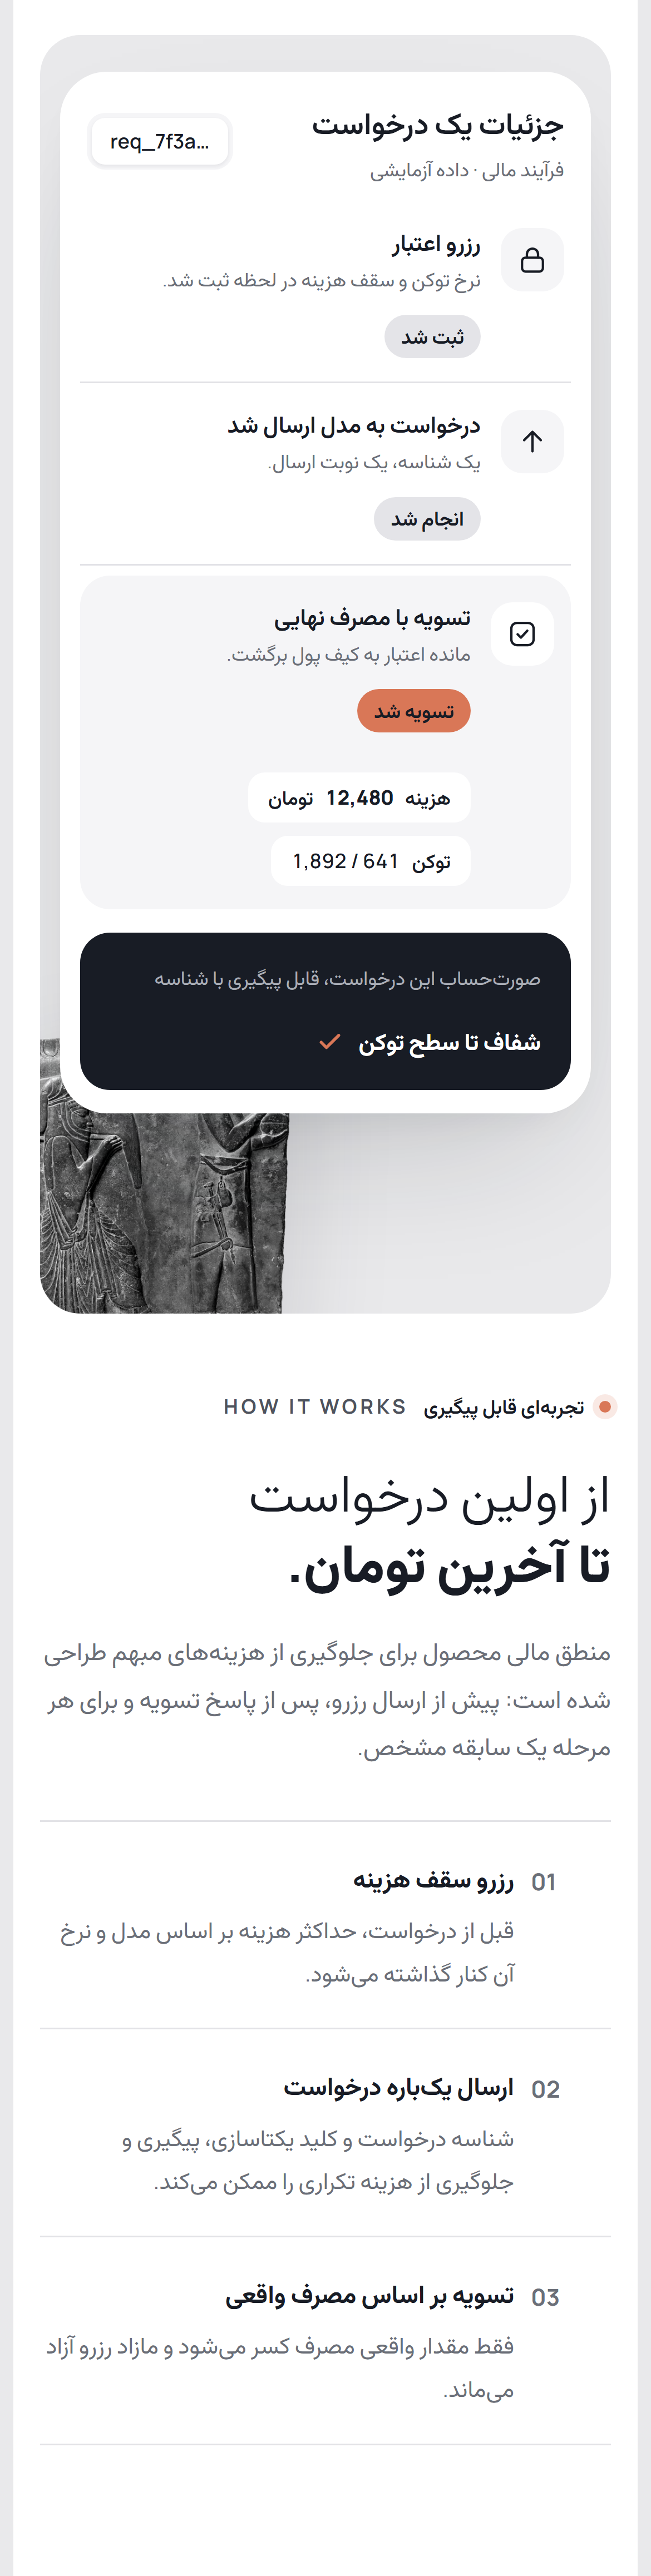 جزئیات یک درخواست
req_7f3a...
فرآیند مالی · داده آزمایشی
رزرو اعتبار
نرخ توکن و سقف هزینه در لحظه ثبت شد.
ثبت شد
درخواست به مدل ارسال شد
یک شناسه، یک نوبت ارسال.
انجام شد
تسویه با مصرف نهایی
مانده اعتبار به کیف پول برگشت.
تسویه شد
هزینه 12,480 تومان
توکن 1,892 / 641
صورت‌حساب این درخواست، قابل پیگیری با شناسه
شفاف تا سطح توکن
تجربه‌ای قابل پیگیری HOW IT WORKS
از اولین درخواست
تا آخرین تومان.
منطق مالی محصول برای جلوگیری از هزینه‌های مبهم طراحی
شده است: پیش از ارسال رزرو، پس از پاسخ تسویه و برای هر
مرحله یک سابقه مشخص.
01 رزرو سقف هزینه
قبل از درخواست، حداکثر هزینه بر اساس مدل و نرخ
آن کنار گذاشته می‌شود.
02 ارسال یک‌باره درخواست
شناسه درخواست و کلید یکتاسازی، پیگیری و
جلوگیری از هزینه تکراری را ممکن می‌کند.
03 تسویه بر اساس مصرف واقعی
فقط مقدار واقعی مصرف کسر می‌شود و مازاد رزرو آزاد
می‌ماند.